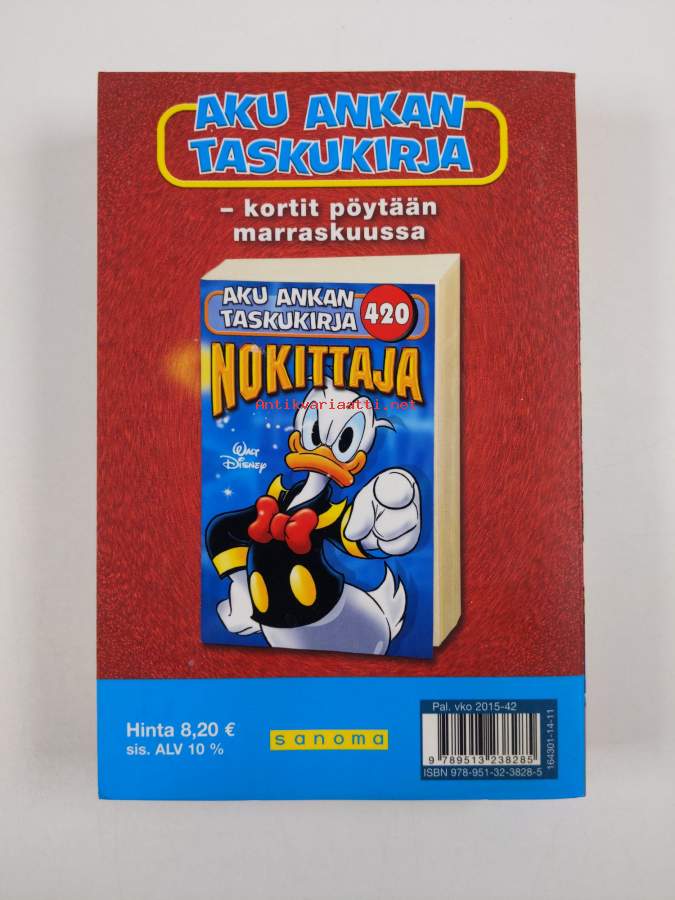 AKU ANKAN
TASKUKIRJA
– kortit pöytään
marraskuussa
AKU ANKAN
TASKUKIRJA 420
NOKITTAJA
Antikvariaatti.net
WALT
DISNEY
Hinta 8,20 €
sis. ALV 10 %
sanoma
Pal. vko 2015-42
9 789513 238285
ISBN 978-951-32-3828-5
164301-14-11